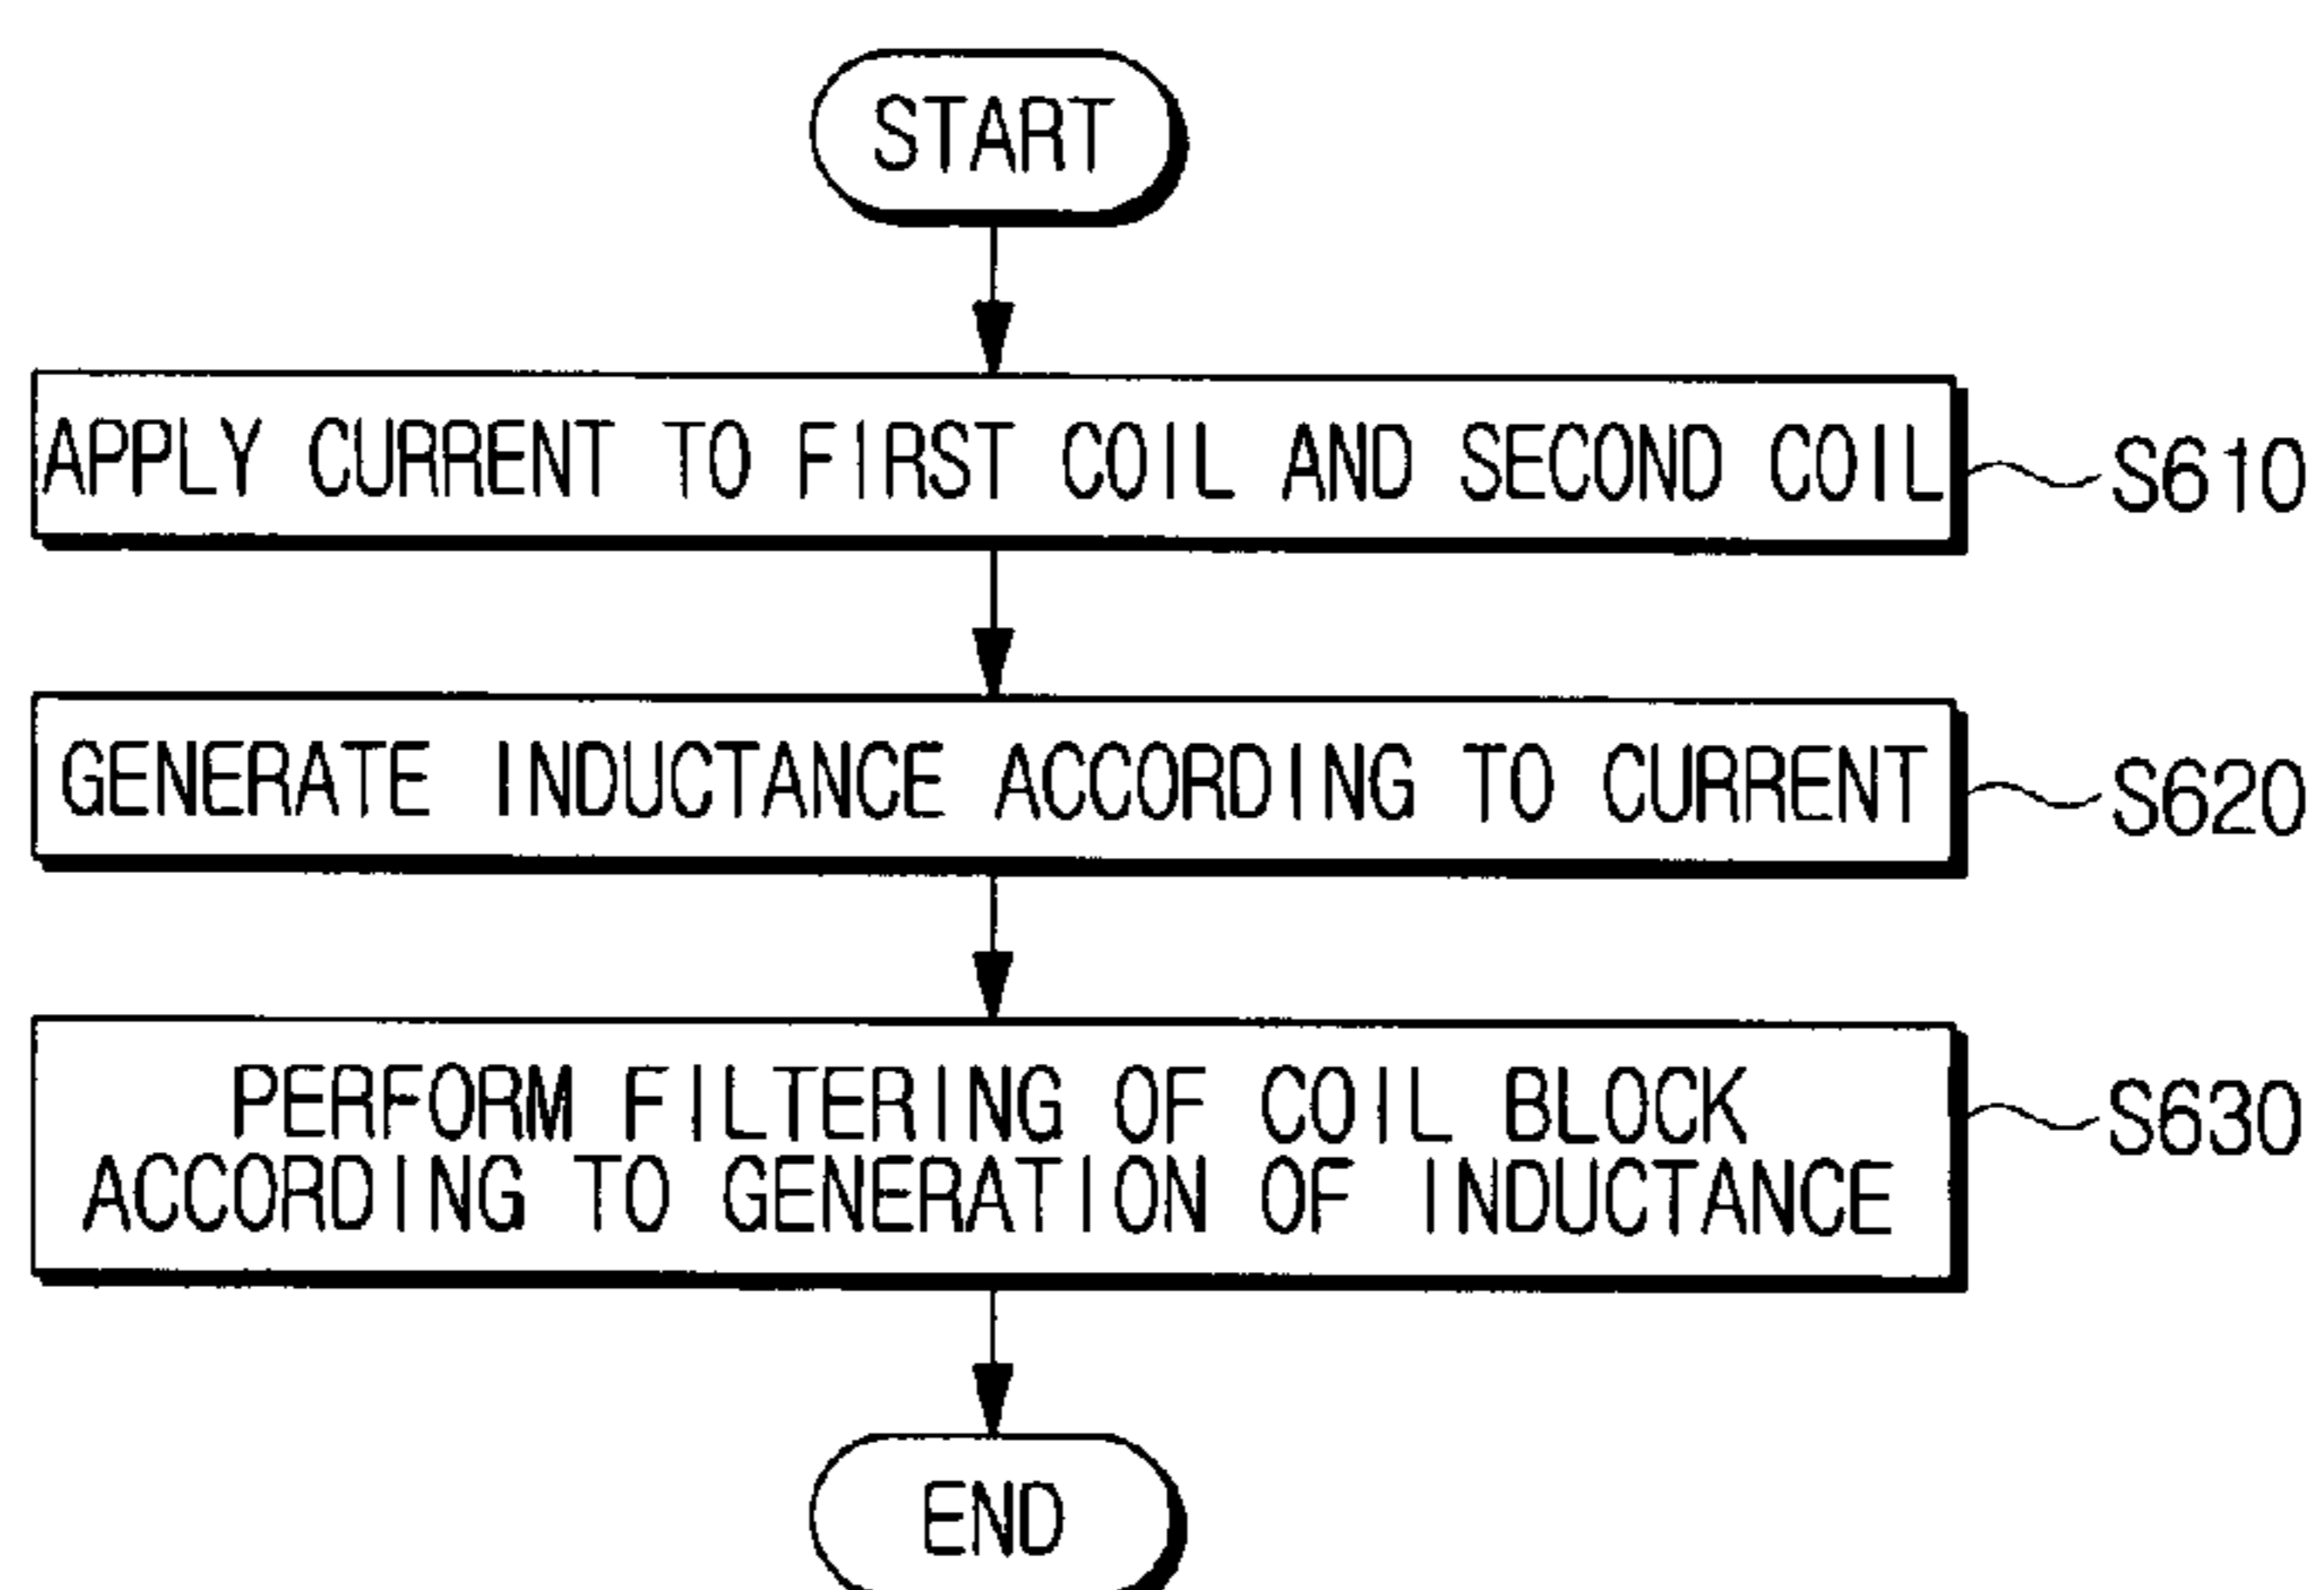 START
APPLY CURRENT TO FIRST COIL AND SECOND COIL
S610
GENERATE INDUCTANCE ACCORDING TO CURRENT
S620
PERFORM FILTERING OF COIL BLOCK
ACCORDING TO GENERATION OF INDUCTANCE
S630
END